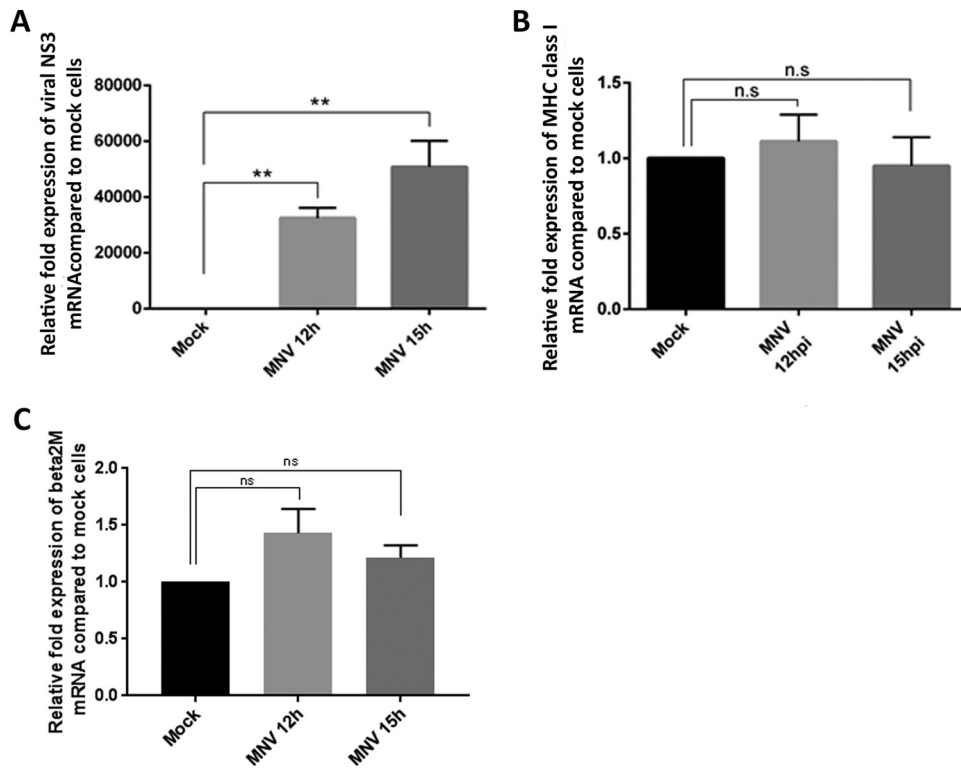 A
Relative fold expression of viral NS3
mRNAcompared to mock cells
80000
60000
40000
20000
0
**
**
Mock
MNV 12h
MNV 15h
B
Relative fold expression of MHC class I
mRNA compared to mock cells
1.5
1.0
0.5
0.0
n.s
n.s
Mock
MNV
12hpi
MNV
15hpi
C
Relative fold expression of beta2M
mRNA compared to mock cells
2.0
1.5
1.0
0.5
0.0
ns
ns
Mock
MNV 12h
MNV 15h